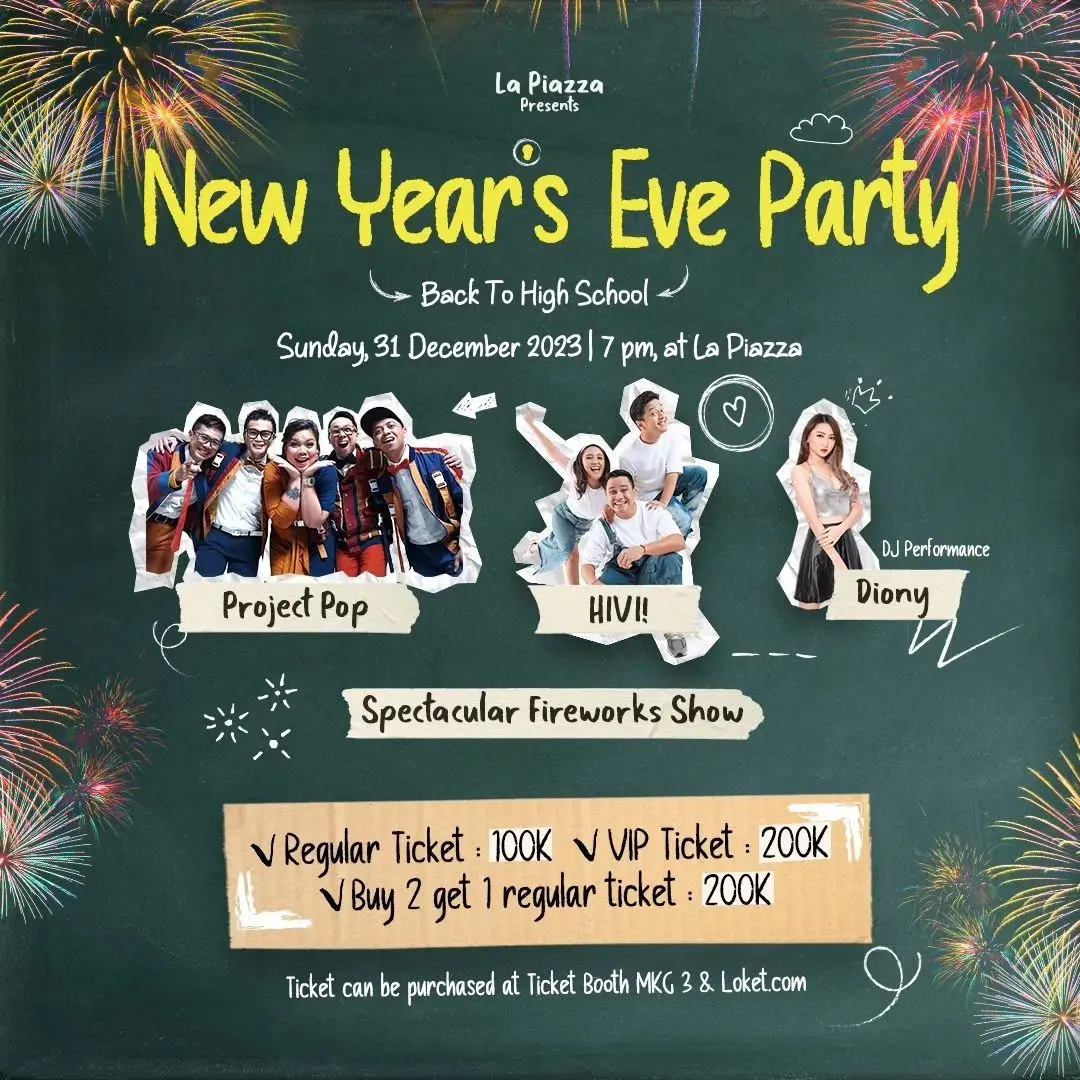 La Piazza
Presents
New Year's Eve Party
Back To High School
Sunday, 31 December 2023 | 7 pm, at La Piazza
DJ Performance
Project Pop
HIVI!
Diony
Spectacular Fireworks Show
√ Regular Ticket : 100K √ VIP Ticket : 200K
√ Buy 2 get 1 regular ticket : 200K
Ticket can be purchased at Ticket Booth MKG 3 & Loket.com